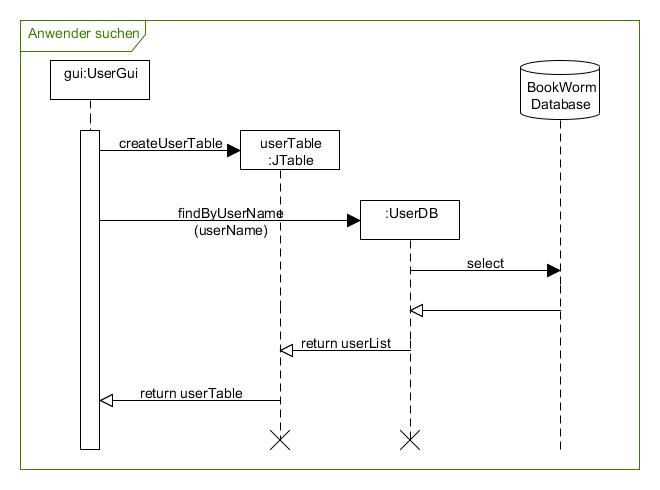 Anwender suchen
gui:UserGui
BookWorm
Database
createUserTable
userTable
:JTable
findByUserName
(userName)
:UserDB
select
return userList
return userTable